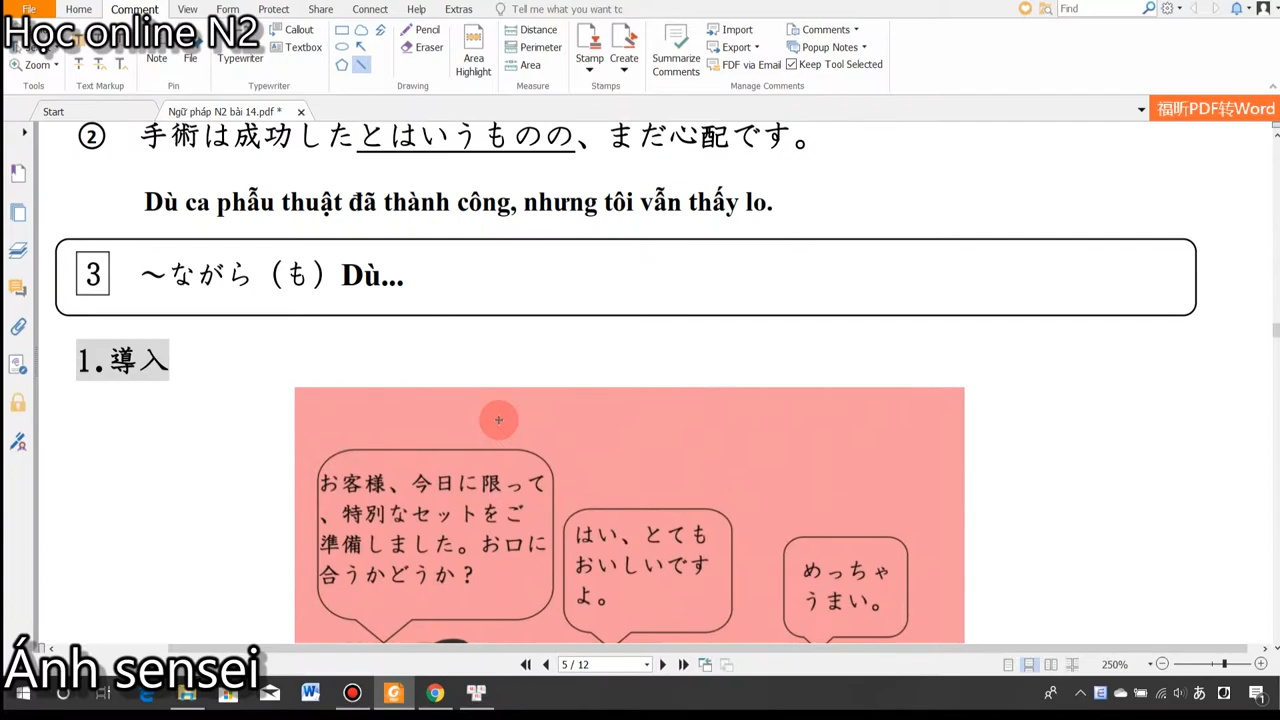 File Home Comment View Form Protect Share Connect Help Extras Tell me what you want tc Find
Học online N2
Zoom
Note File Typewriter
Callout
Textbox
Pencil
Eraser
Area Highlight
Distance
Perimeter
Area
Stamp Create
Summarize Comments
Import
Export
FDF via Email
Comments
Popup Notes
Keep Tool Selected
Tools Text Markup Pin Typewriter Drawing Measure Stamps Manage Comments
Start Ngữ pháp N2 bài 14.pdf * 福昕PDF转Word
② 手術は成功したとはいうものの、まだ心配です。
Dù ca phẫu thuật đã thành công, nhưng tôi vẫn thấy lo.
3 ～ながら（も）Dù...
1.導入
お客様、今日に限って
、特別なセットをご
準備しました。お口に
合うかどうか？
はい、とても
おいしいです
よ。
めっちゃ
うまい。
Ánh sensei
5 / 12
250%